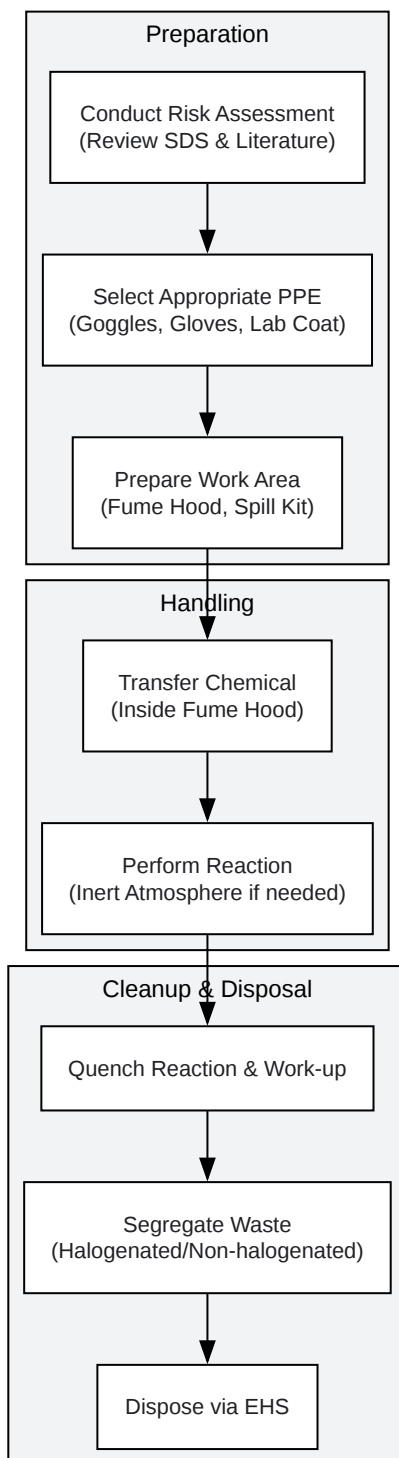 Preparation
Conduct Risk Assessment
(Review SDS & Literature)
Select Appropriate PPE
(Goggles, Gloves, Lab Coat)
Prepare Work Area
(Fume Hood, Spill Kit)
Handling
Transfer Chemical
(Inside Fume Hood)
Perform Reaction
(Inert Atmosphere if needed)
Cleanup & Disposal
Quench Reaction & Work-up
Segregate Waste
(Halogenated/Non-halogenated)
Dispose via EHS